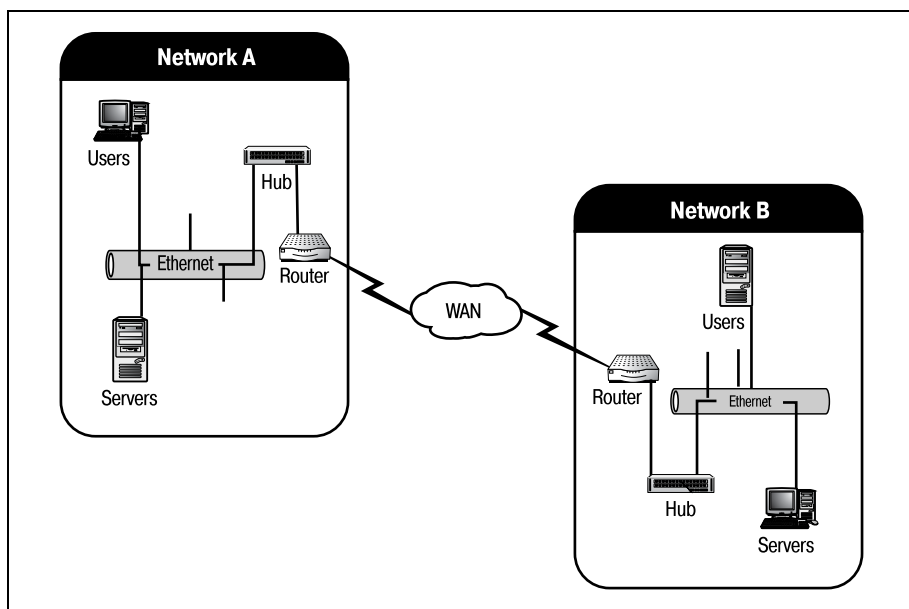 Network A
Users
Hub
Ethernet
Router
Servers
WAN
Network B
Users
Router
Ethernet
Hub
Servers